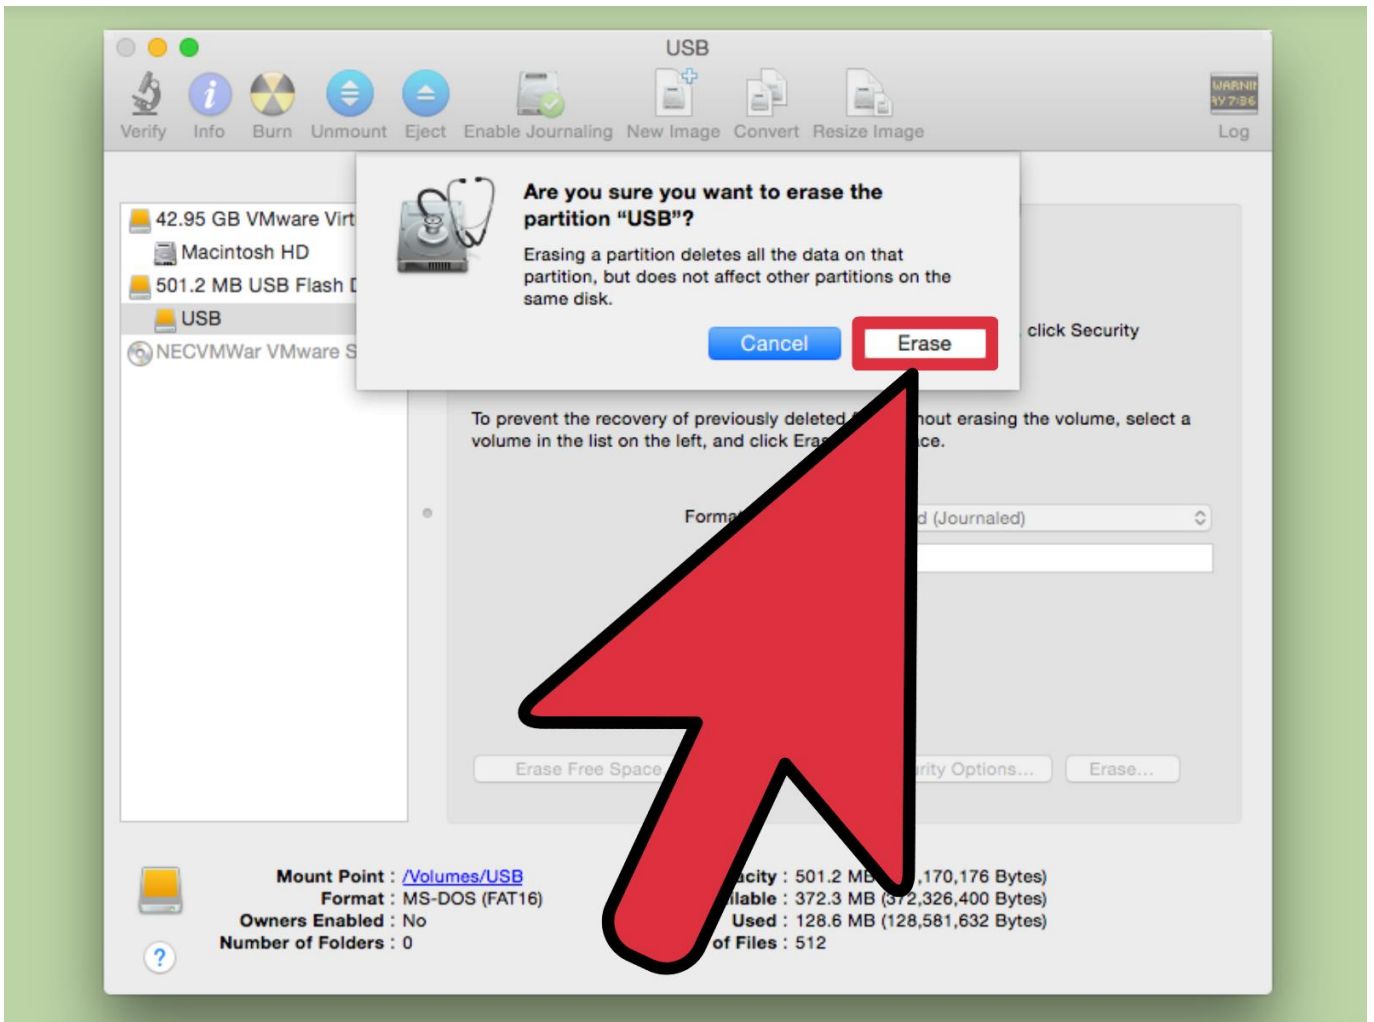 USB
Verify Info Burn Unmount Eject Enable Journaling New Image Convert Resize Image Log
WARNIN
AY 7:36
Are you sure you want to erase the
partition “USB”?
Erasing a partition deletes all the data on that
partition, but does not affect other partitions on the
same disk.
Cancel Erase
42.95 GB VMware Virt
Macintosh HD
501.2 MB USB Flash D
USB
NECVMWar VMware S
click Security
To prevent the recovery of previously deleted out erasing the volume, select a
volume in the list on the left, and click Eras ce.
Forma d (Journaled)
Erase Free Space rity Options... Erase...
Mount Point : /Volumes/USB
Format : MS-DOS (FAT16)
Owners Enabled : No
Number of Folders : 0
acity : 501.2 MB ,170,176 Bytes)
ilable : 372.3 MB (372,326,400 Bytes)
Used : 128.6 MB (128,581,632 Bytes)
of Files : 512
?